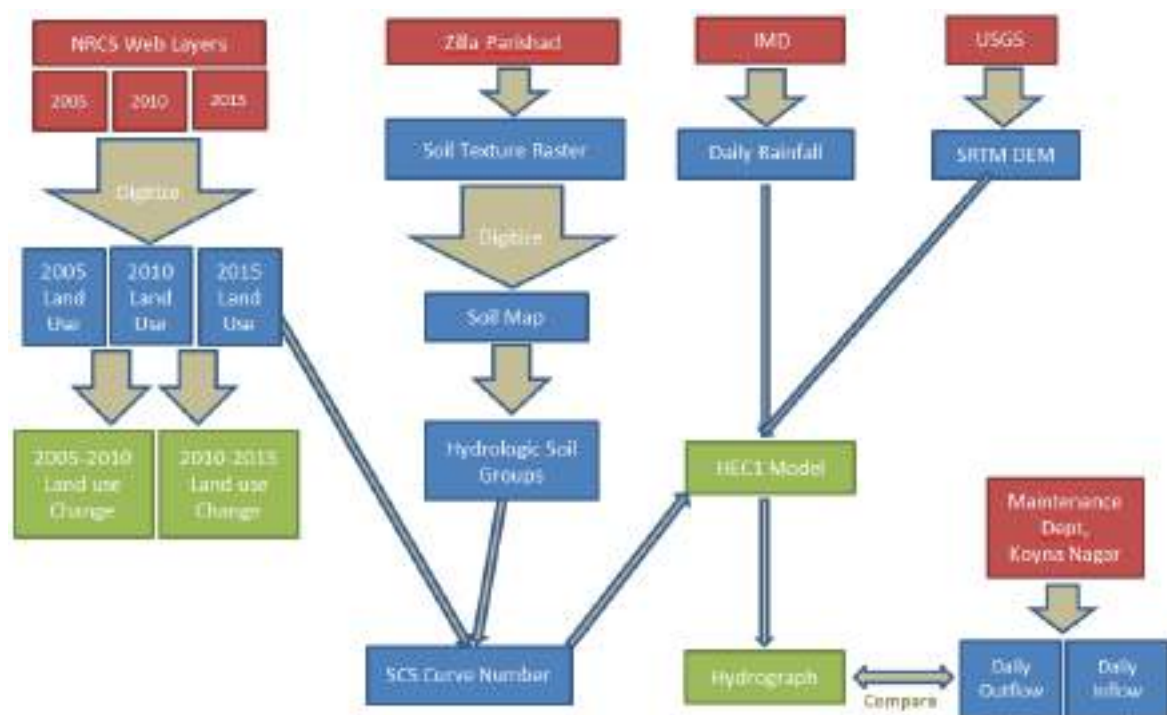 NRCS Web Layers
2005
2010
2015
Digitize
2005
Land
Use
2010
Land
Use
2015
Land
Use
2005-2010
Land use
Change
2010-2015
Land use
Change
Zilla Parishad
Soil Texture Raster
Digitize
Soil Map
Hydrologic Soil
Groups
SCS Curve Number
IMD
Daily Rainfall
USGS
SRTM DEM
HEC1 Model
Hydrograph
Compare
Maintenance
Dept,
Koyna Nagar
Daily
Outflow
Daily
Inflow